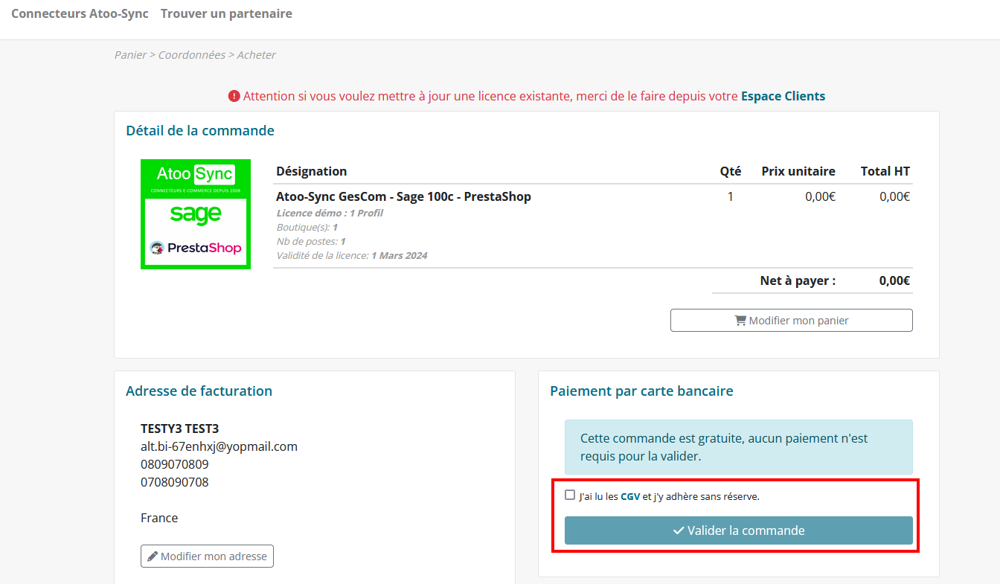 Connecteurs Atoo-Sync Trouver un partenaire
Panier > Coordonnées > Acheter
Attention si vous voulez mettre à jour une licence existante, merci de le faire depuis votre Espace Clients
Détail de la commande
Atoo Sync
CONNECTEURS E-COMMERCE DEPUIS 2008
sage
PrestaShop
Désignation Qté Prix unitaire Total HT
Atoo-Sync GesCom - Sage 100c - PrestaShop 1 0,00€ 0,00€
Licence démo : 1 Profil
Boutique(s): 1
Nb de postes: 1
Validité de la licence: 1 Mars 2024
Net à payer : 0,00€
Modifier mon panier
Adresse de facturation
TESTY3 TEST3
alt.bi-67enhxj@yopmail.com
0809070809
0708090708
France
Modifier mon adresse
Paiement par carte bancaire
Cette commande est gratuite, aucun paiement n'est
requis pour la valider.
J'ai lu les CGV et j'y adhère sans réserve.
Valider la commande